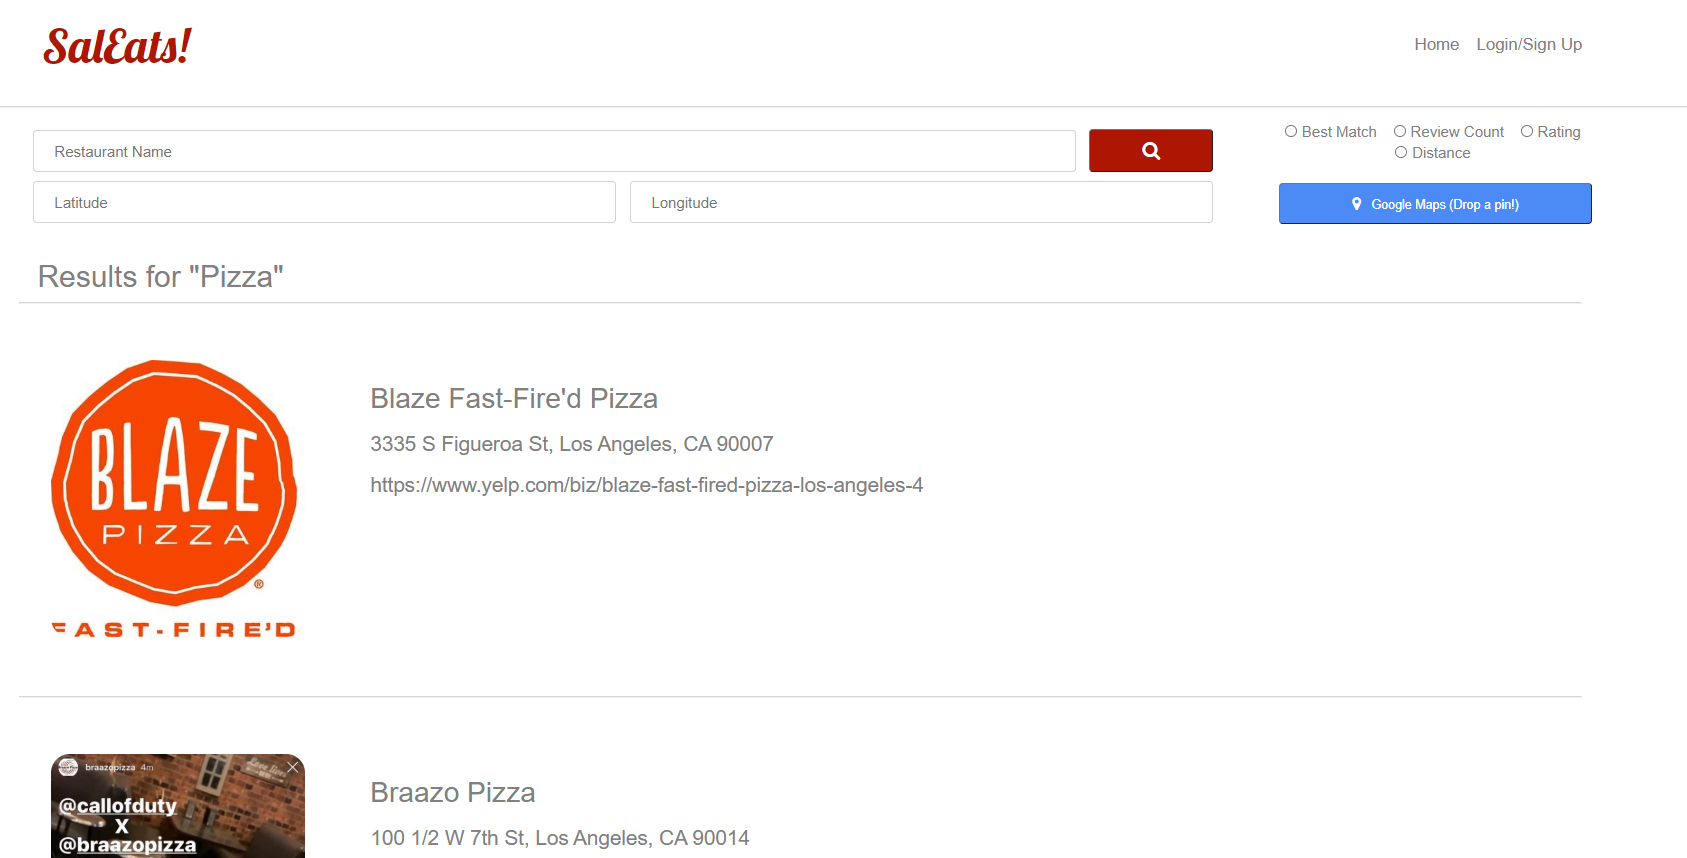 SalEats!
Home Login/Sign Up
Restaurant Name
Best Match Review Count Rating
Distance
Latitude Longitude
Google Maps (Drop a pin!)
Results for "Pizza"
BLAZE
PIZZA
®
FAST-FIRE'D
Blaze Fast-Fire'd Pizza
3335 S Figueroa St, Los Angeles, CA 90007
https://www.yelp.com/biz/blaze-fast-fired-pizza-los-angeles-4
braazopizza 4m
@callofduty
X
@braazopizza
Braazo Pizza
100 1/2 W 7th St, Los Angeles, CA 90014